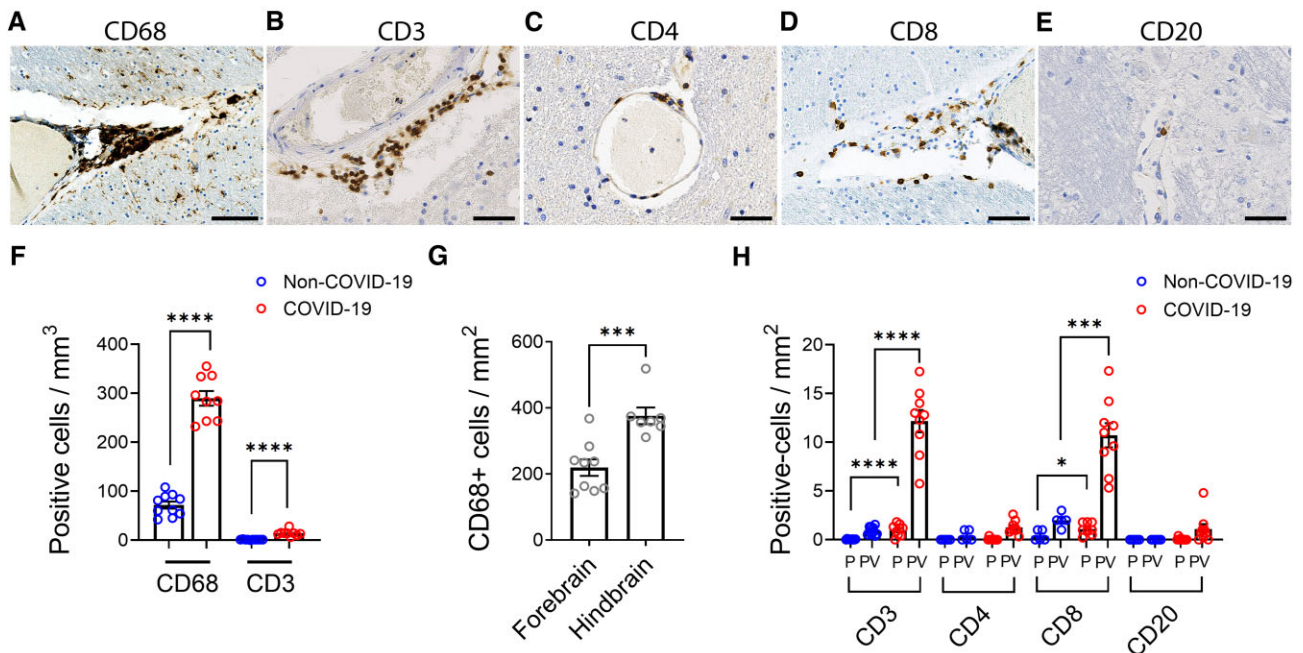 A
CD68
B
CD3
C
CD4
D
CD8
E
CD20
F
Non-COVID-19
COVID-19
Positive cells / mm³
400
300
200
100
0
****
****
CD68
CD3
G
CD68+ cells / mm²
600
400
200
0
***
Forebrain
Hindbrain
H
Non-COVID-19
COVID-19
Positive-cells / mm²
20
15
10
5
0
****
****
***
*
P PV P PV P PV P PV P PV P PV P PV P PV
CD3
CD4
CD8
CD20